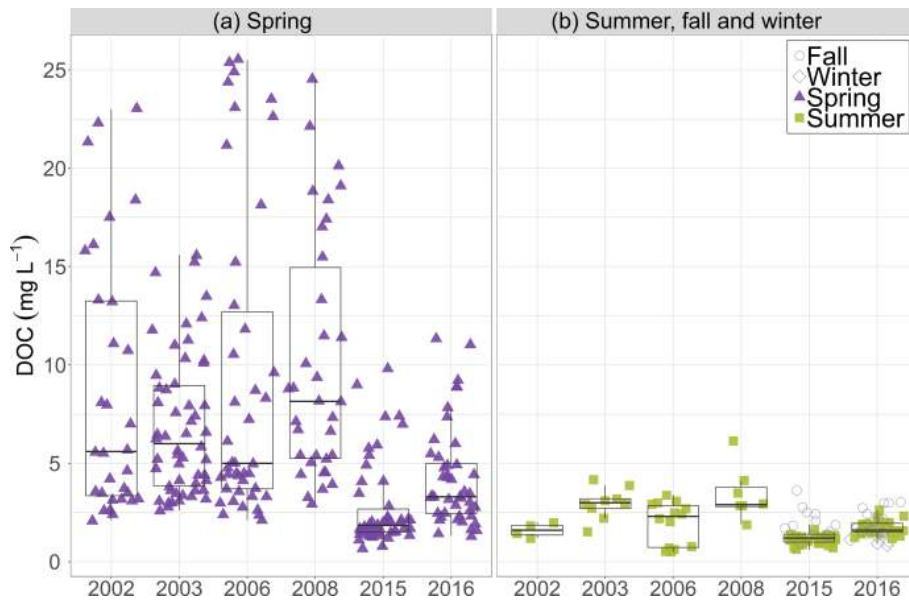 (a) Spring
(b) Summer, fall and winter
Fall
Winter
Spring
Summer
DOC (mg L⁻¹)
25
20
15
10
5
0
2002 2003 2006 2008 2015 2016
2002 2003 2006 2008 2015 2016